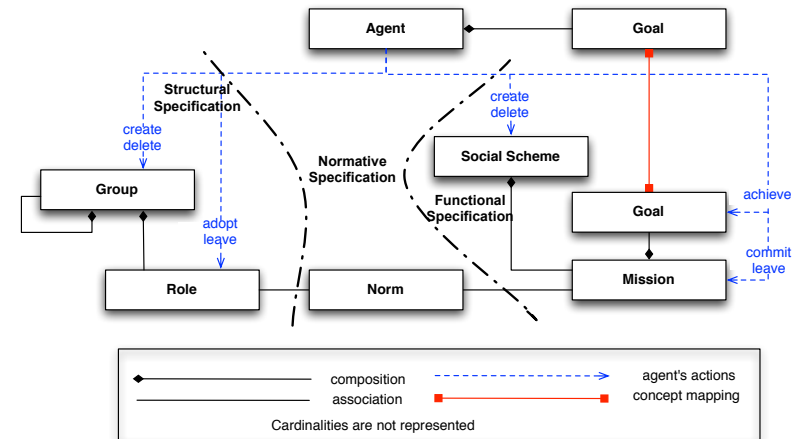 Agent
Goal
Structural
Specification
create
delete
create
delete
Normative
Specification
Social Scheme
Group
Functional
Specification
achieve
Goal
adopt
leave
commit
leave
Role
Norm
Mission
composition
agent's actions
association
concept mapping
Cardinalities are not represented